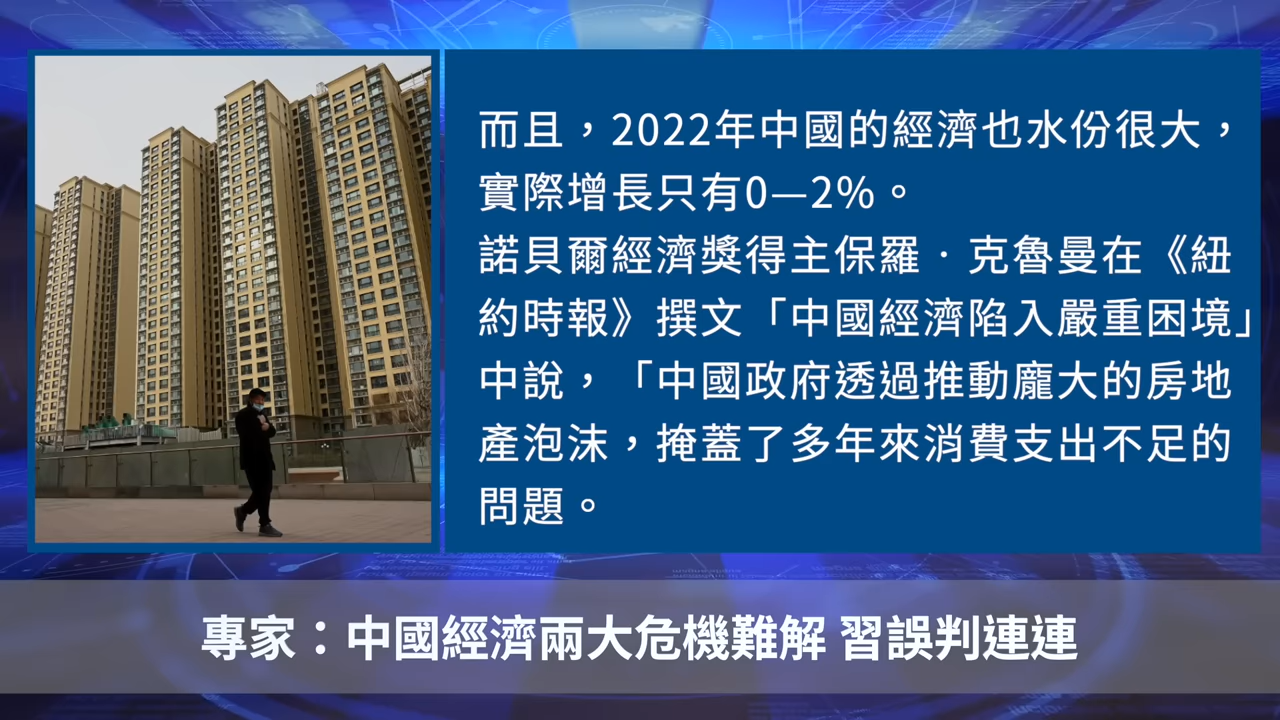 而且，2022年中國的經濟也水份很大，
實際增長只有0—2%。
諾貝爾經濟獎得主保羅．克魯曼在《紐
約時報》撰文「中國經濟陷入嚴重困境」
中說，「中國政府透過推動龐大的房地
產泡沫，掩蓋了多年來消費支出不足的
問題。
專家：中國經濟兩大危機難解 習誤判連連